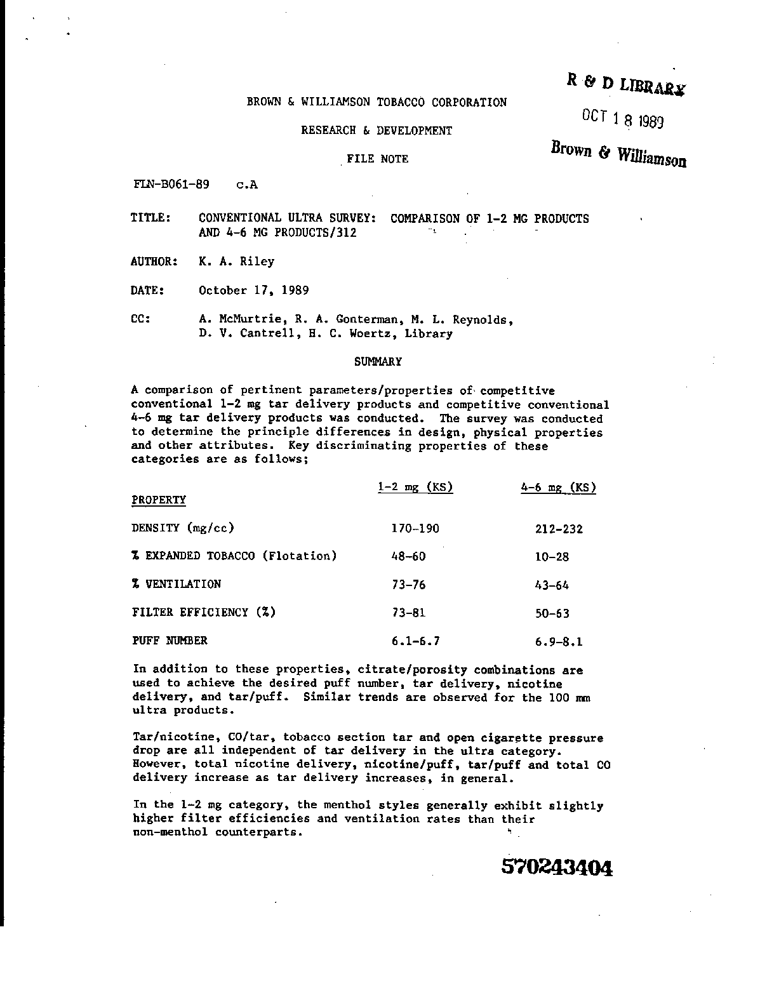 R & D LIBRARY
BROWN & WILLIAMSON TOBACCO CORPORATION
OCT 18 1989
RESEARCH & DEVELOPMENT
Brown & Williamson
FILE NOTE
FLN-B061-89 c.A
TITLE: CONVENTIONAL ULTRA SURVEY: COMPARISON OF 1-2 MG PRODUCTS
AND 4-6 MG PRODUCTS/312
AUTHOR: K. A. Riley
DATE: October 17, 1989
CC: A. McMurtrie, R. A. Gonterman, M. L. Reynolds,
D. V. Cantrell, H. C. Woertz, Library
SUMMARY
A comparison of pertinent parameters/properties of competitive
conventional 1-2 mg tar delivery products and competitive conventional
4-6 mg tar delivery products was conducted. The survey was conducted
to determine the principle differences in design, physical properties
and other attributes. Key discriminating properties of these
categories are as follows;
1-2 mg (KS) 4-6 mg (KS)
PROPERTY
DENSITY (mg/cc) 170-190 212-232
% EXPANDED TOBACCO (Flotation) 48-60 10-28
% VENTILATION 73-76 43-64
FILTER EFFICIENCY (%) 73-81 50-63
PUFF NUMBER 6.1-6.7 6.9-8.1
In addition to these properties, citrate/porosity combinations are
used to achieve the desired puff number, tar delivery, nicotine
delivery, and tar/puff. Similar trends are observed for the 100 mm
ultra products.
Tar/nicotine, CO/tar, tobacco section tar and open cigarette pressure
drop are all independent of tar delivery in the ultra category.
However, total nicotine delivery, nicotine/puff, tar/puff and total CO
delivery increase as tar delivery increases, in general.
In the 1-2 mg category, the menthol styles generally exhibit slightly
higher filter efficiencies and ventilation rates than their
non-menthol counterparts.
570243404